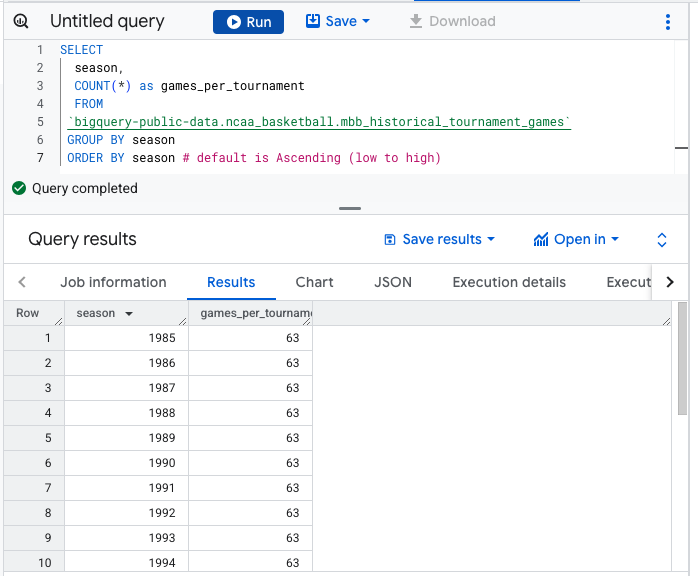 Untitled query Run Save Download
1 SELECT
2 season,
3 COUNT(*) as games_per_tournament
4 FROM
5 `bigquery-public-data.ncaa_basketball.mbb_historical_tournament_games`
6 GROUP BY season
7 ORDER BY season # default is Ascending (low to high)
Query completed
Query results Save results Open in
Job information Results Chart JSON Execution details Execut
Row season games_per_tournam
1 1985 63
2 1986 63
3 1987 63
4 1988 63
5 1989 63
6 1990 63
7 1991 63
8 1992 63
9 1993 63
10 1994 63